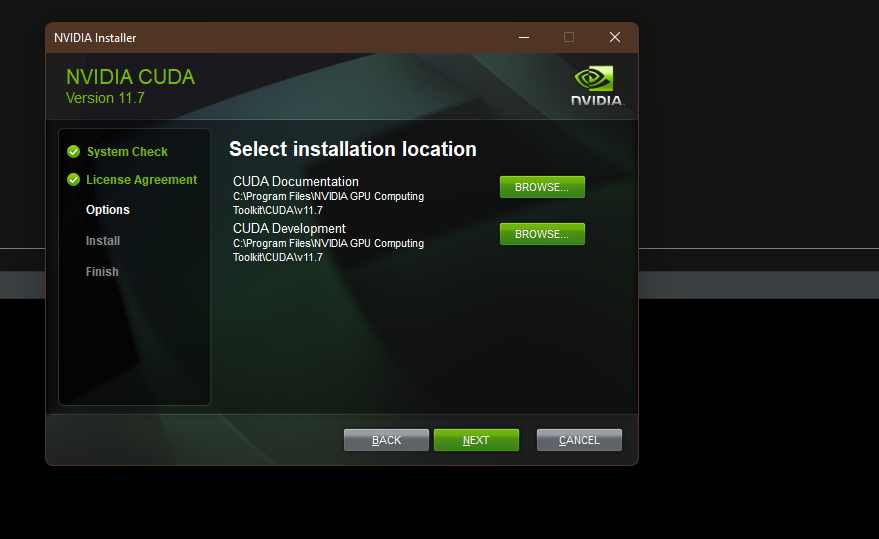 NVIDIA Installer
NVIDIA CUDA
Version 11.7
NVIDIA.
System Check
License Agreement
Options
Install
Finish
Select installation location
CUDA Documentation
C:\Program Files\NVIDIA GPU Computing
Toolkit\CUDA\v11.7
BROWSE...
CUDA Development
C:\Program Files\NVIDIA GPU Computing
Toolkit\CUDA\v11.7
BROWSE...
BACK
NEXT
CANCEL